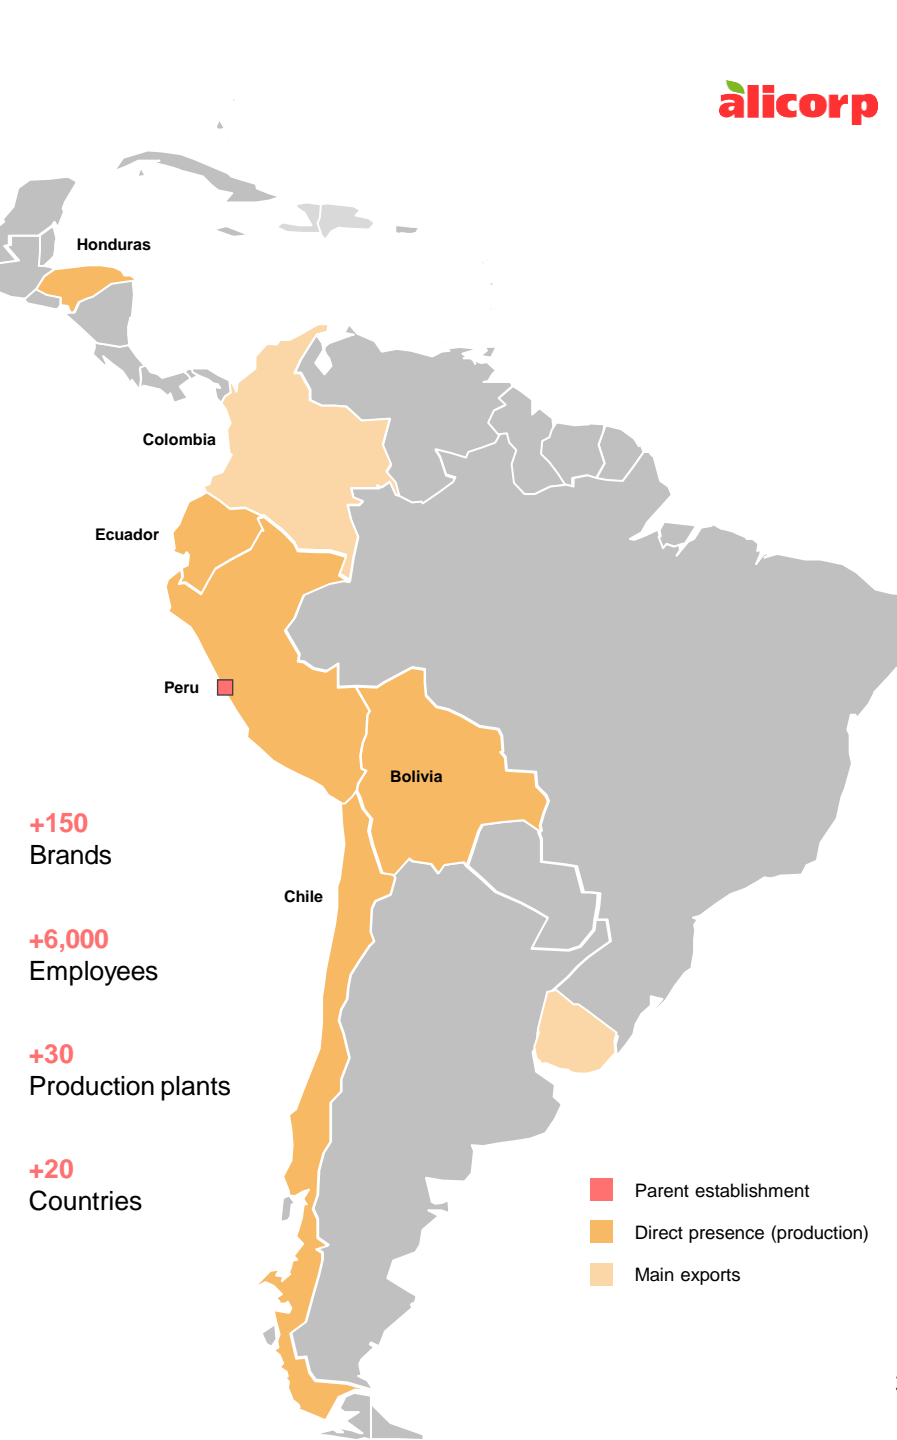 alicorp
Honduras
Colombia
Ecuador
Peru
Bolivia
+150
Brands
Chile
+6,000
Employees
+30
Production plants
+20
Countries
Parent establishment
Direct presence (production)
Main exports